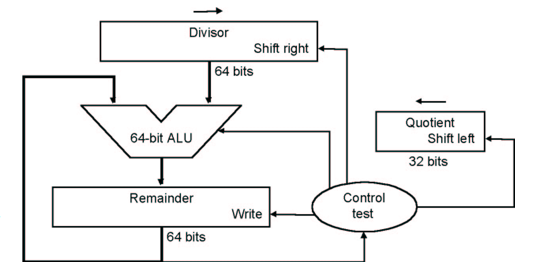 Divisor
Shift right
64 bits
64-bit ALU
Quotient
Shift left
32 bits
Remainder
Write
64 bits
Control
test